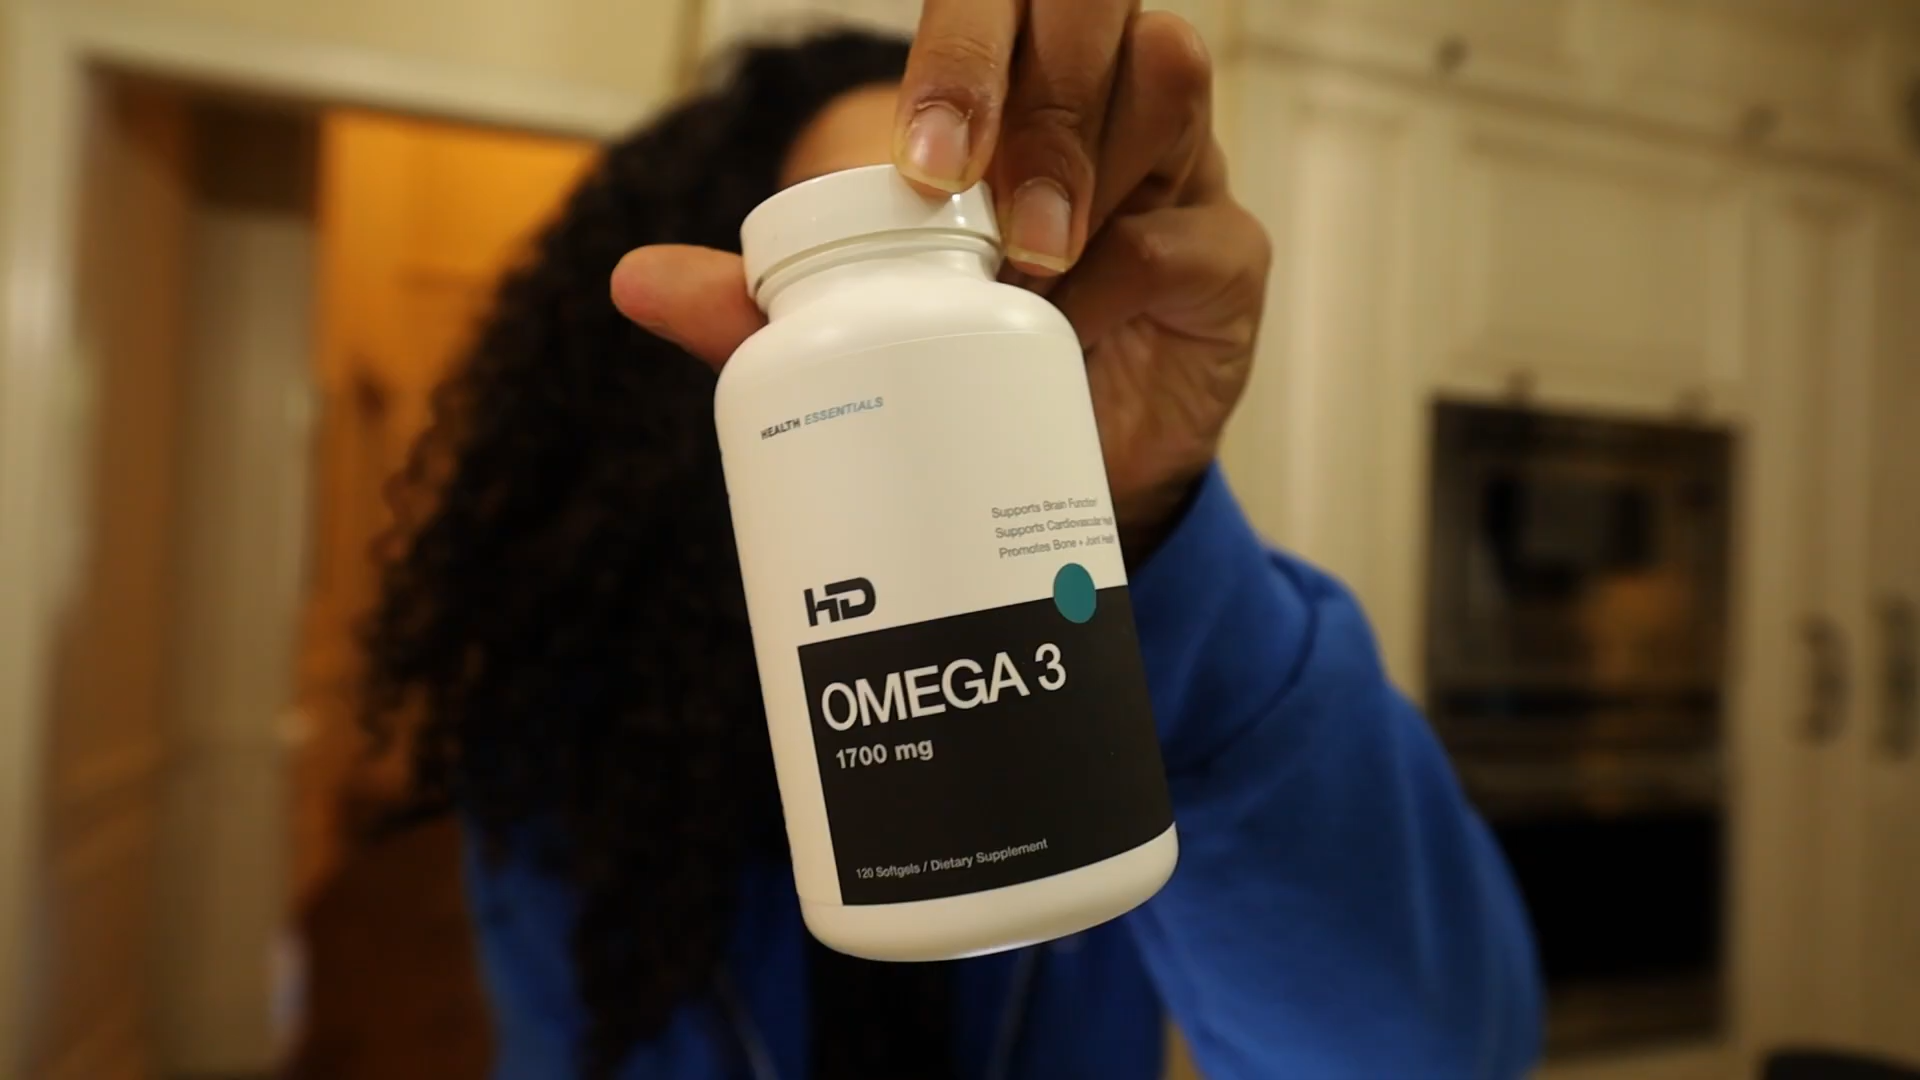 HEALTH ESSENTIALS
Supports Brain Function
Supports Cardiovascular
Promotes Bone + Joint
HD
OMEGA 3
1700 mg
120 Softgels / Dietary Supplement